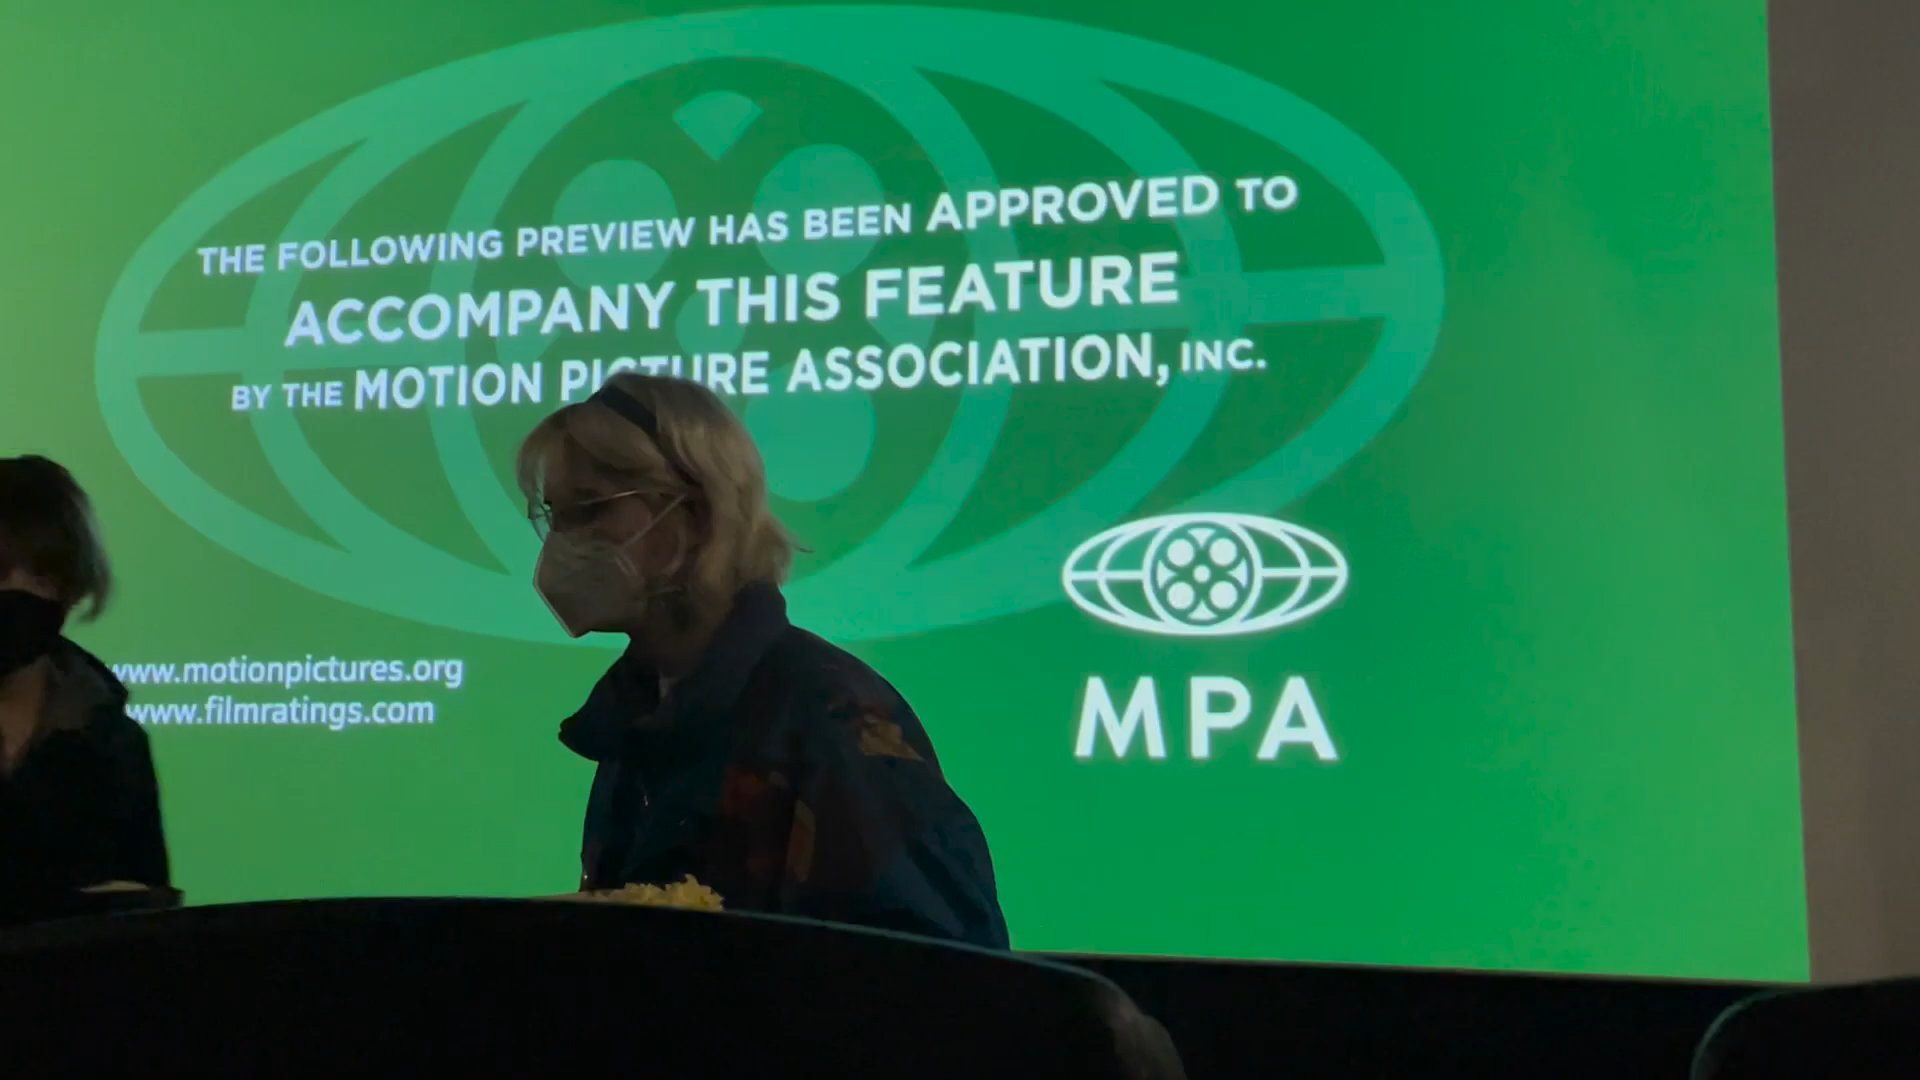 THE FOLLOWING PREVIEW HAS BEEN APPROVED TO
ACCOMPANY THIS FEATURE
BY THE MOTION PICTURE ASSOCIATION, INC.
www.motionpictures.org
www.filmratings.com
MPA